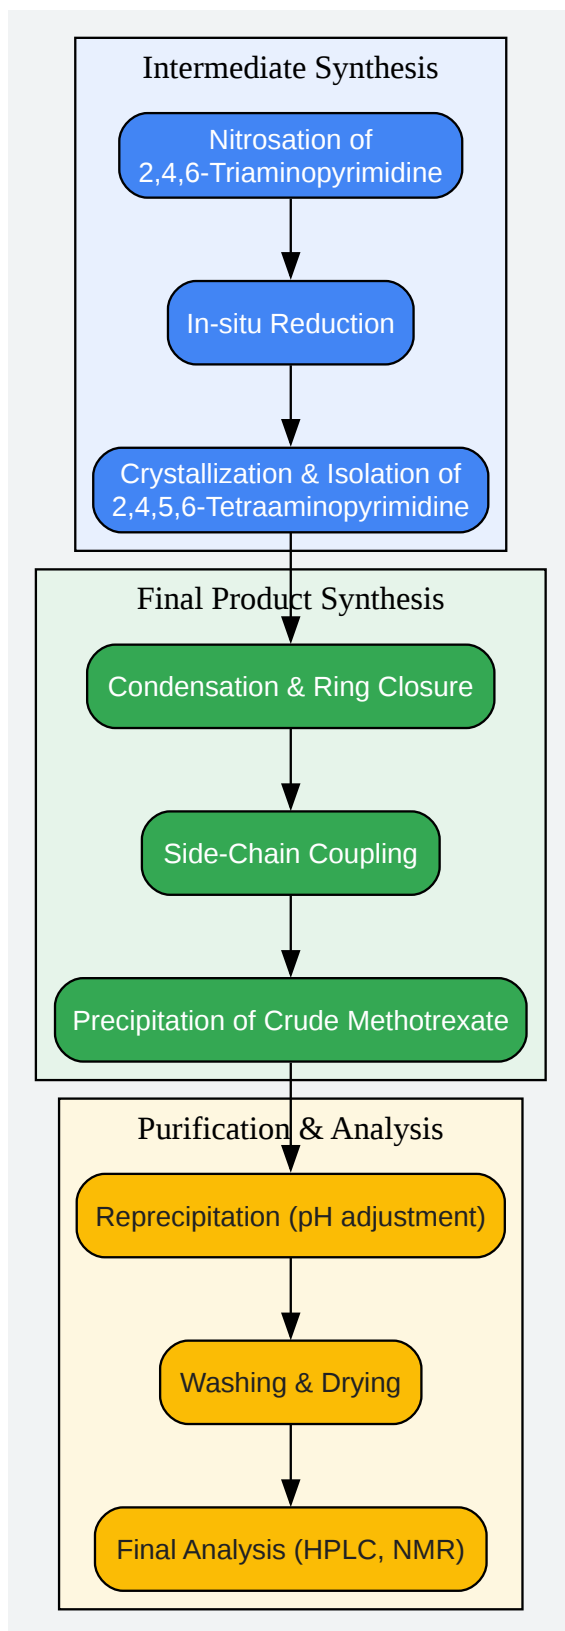 Intermediate Synthesis
Nitrosation of
2,4,6-Triaminopyrimidine
In-situ Reduction
Crystallization & Isolation of
2,4,5,6-Tetraaminopyrimidine
Final Product Synthesis
Condensation & Ring Closure
Side-Chain Coupling
Precipitation of Crude Methotrexate
Purification & Analysis
Reprecipitation (pH adjustment)
Washing & Drying
Final Analysis (HPLC, NMR)